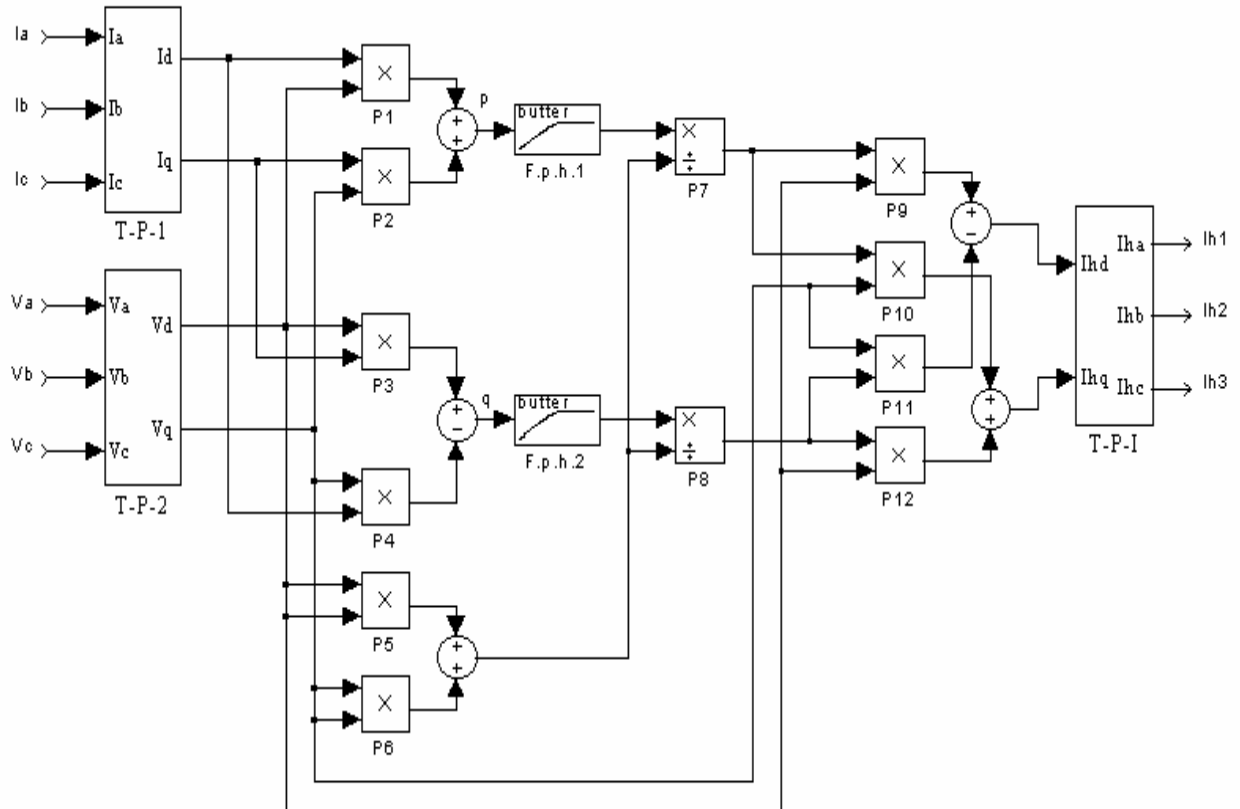 Ia
Ib
Ic
Ia
Ib
Ic
Id
Iq
T-P-1
Va
Vb
Vc
Va
Vb
Vc
Vd
Vq
T-P-2
×
P1
×
P2
×
P3
×
P4
×
P5
×
P6
+
+
p
butter
F.p.h.1
+
−
q
butter
F.p.h.2
+
+
×
÷
P7
×
÷
P8
×
P9
×
P10
×
P11
×
P12
+
−
+
+
Ihd
Ihq
Iha
Ihb
Ihc
T-P-I
Ih1
Ih2
Ih3